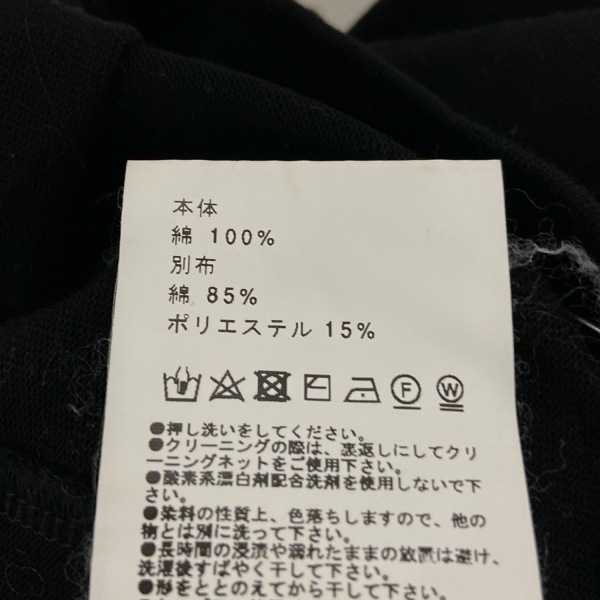 本体
綿 100%
別布
綿 85%
ポリエステル 15%
F W
●押し洗いをしてください。
●クリーニングの際は、裏返しにしてクリ
ーニングネットをご使用下さい。
●酸素系漂白剤配合洗剤を使用しないで下
さい。
●染料の性質上、色落ちしますので、他の
物とは別に洗って下さい。
●長時間の浸漬や濡れたままの放置は避け、
洗濯後すばやく干して下さい。
●形をととのえてから干して下さい。